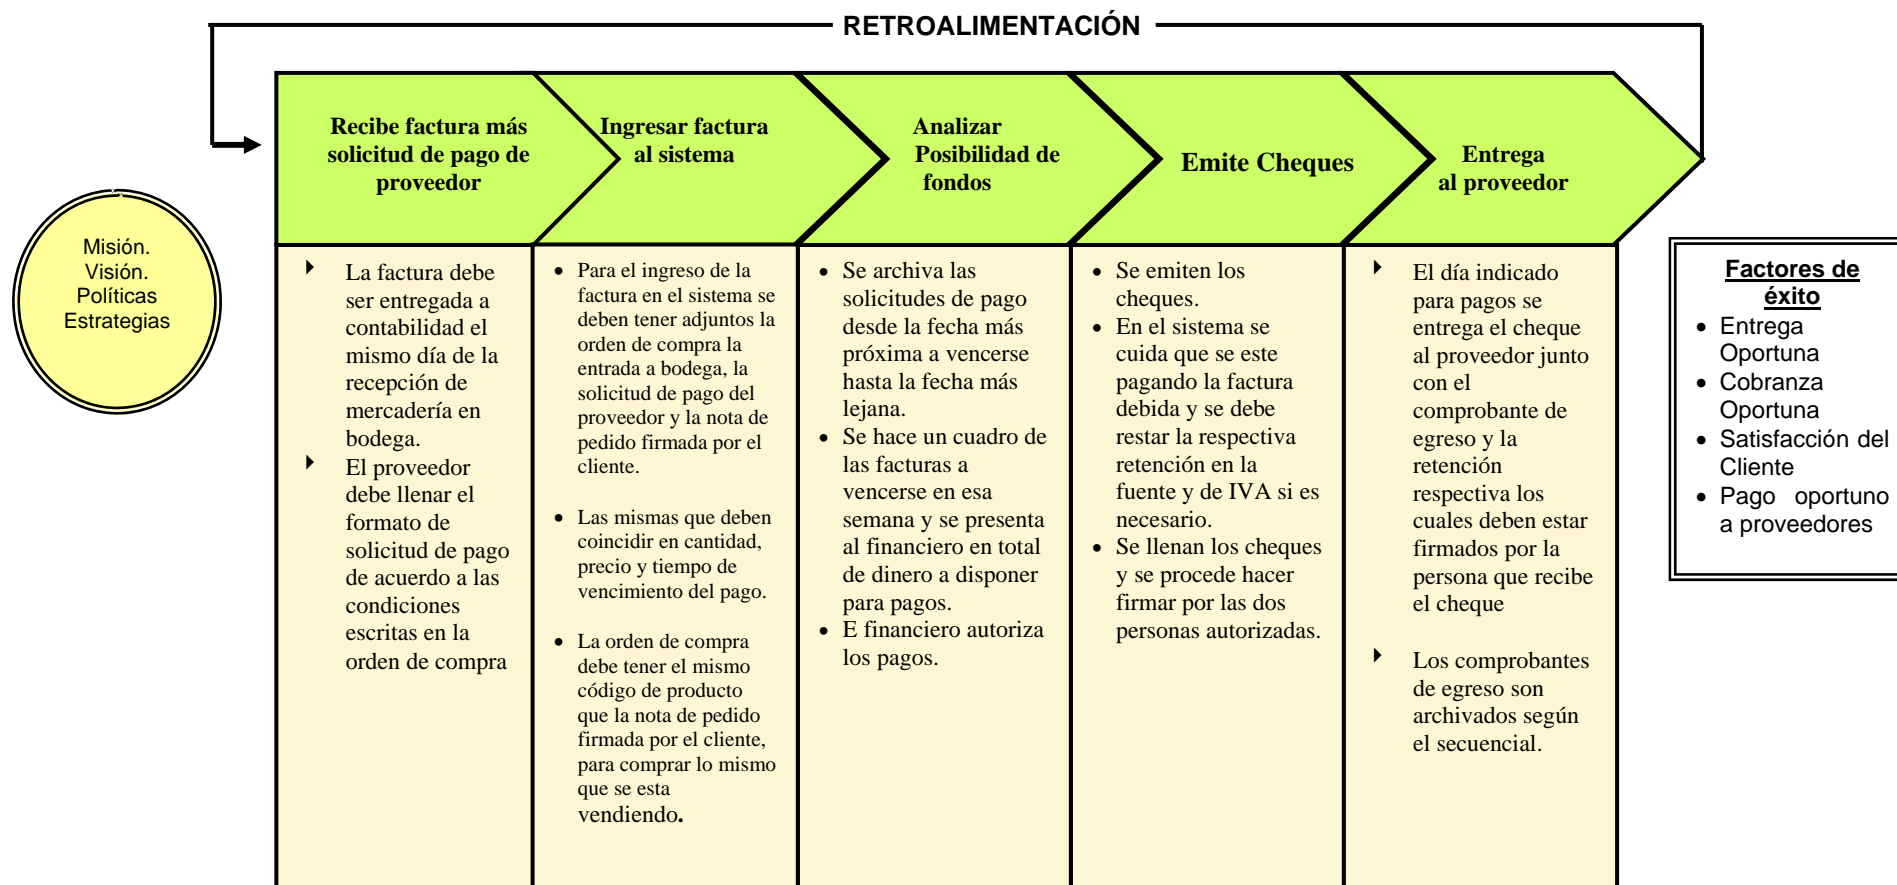 RETROALIMENTACIÓN
Recibe factura más
solicitud de pago de
proveedor
Ingresar factura
al sistema
Analizar
Posibilidad de
fondos
Emite Cheques
Entrega
al proveedor
Misión.
Visión.
Políticas
Estrategias
La factura debe
ser entregada a
contabilidad el
mismo día de la
recepción de
mercadería en
bodega.
El proveedor
debe llenar el
formato de
solicitud de pago
de acuerdo a las
condiciones
escritas en la
orden de compra
• Para el ingreso de la
factura en el sistema se
deben tener adjuntos la
orden de compra la
entrada a bodega, la
solicitud de pago del
proveedor y la nota de
pedido firmada por el
cliente.
• Las mismas que deben
coincidir en cantidad,
precio y tiempo de
vencimiento del pago.
• La orden de compra
debe tener el mismo
código de producto
que la nota de pedido
firmada por el cliente,
para comprar lo mismo
que se esta
vendiendo.
• Se archiva las
solicitudes de pago
desde la fecha más
próxima a vencerse
hasta la fecha más
lejana.
• Se hace un cuadro de
las facturas a
vencerse en esa
semana y se presenta
al financiero en total
de dinero a disponer
para pagos.
• E financiero autoriza
los pagos.
• Se emiten los
cheques.
• En el sistema se
cuida que se este
pagando la factura
debida y se debe
restar la respectiva
retención en la
fuente y de IVA si es
necesario.
• Se llenan los cheques
y se procede hacer
firmar por las dos
personas autorizadas.
El día indicado
para pagos se
entrega el cheque
al proveedor junto
con el
comprobante de
egreso y la
retención
respectiva los
cuales deben estar
firmados por la
persona que recibe
el cheque
Los comprobantes
de egreso son
archivados según
el secuencial.
Factores de
éxito
• Entrega
Oportuna
• Cobranza
Oportuna
• Satisfacción del
Cliente
• Pago oportuno
a proveedores